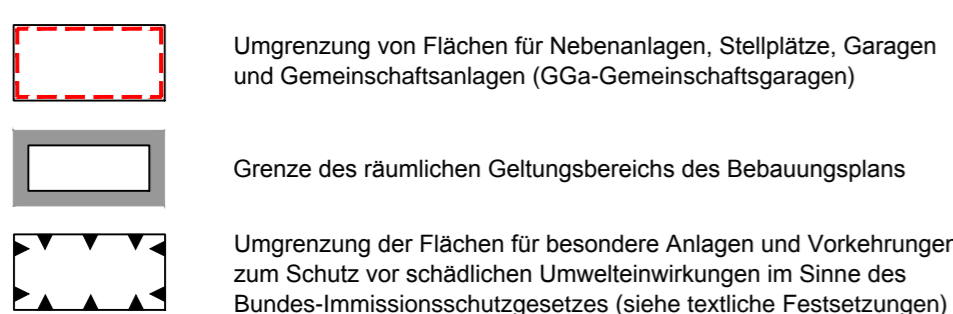 Umgrenzung von Flächen für Nebenanlagen, Stellplätze, Garagen
und Gemeinschaftsanlagen (GGa-Gemeinschaftsgaragen)
Grenze des räumlichen Geltungsbereichs des Bebauungsplans
Umgrenzung der Flächen für besondere Anlagen und Vorkehrungen
zum Schutz vor schädlichen Umwelteinwirkungen im Sinne des
Bundes-Immissionsschutzgesetzes (siehe textliche Festsetzungen)